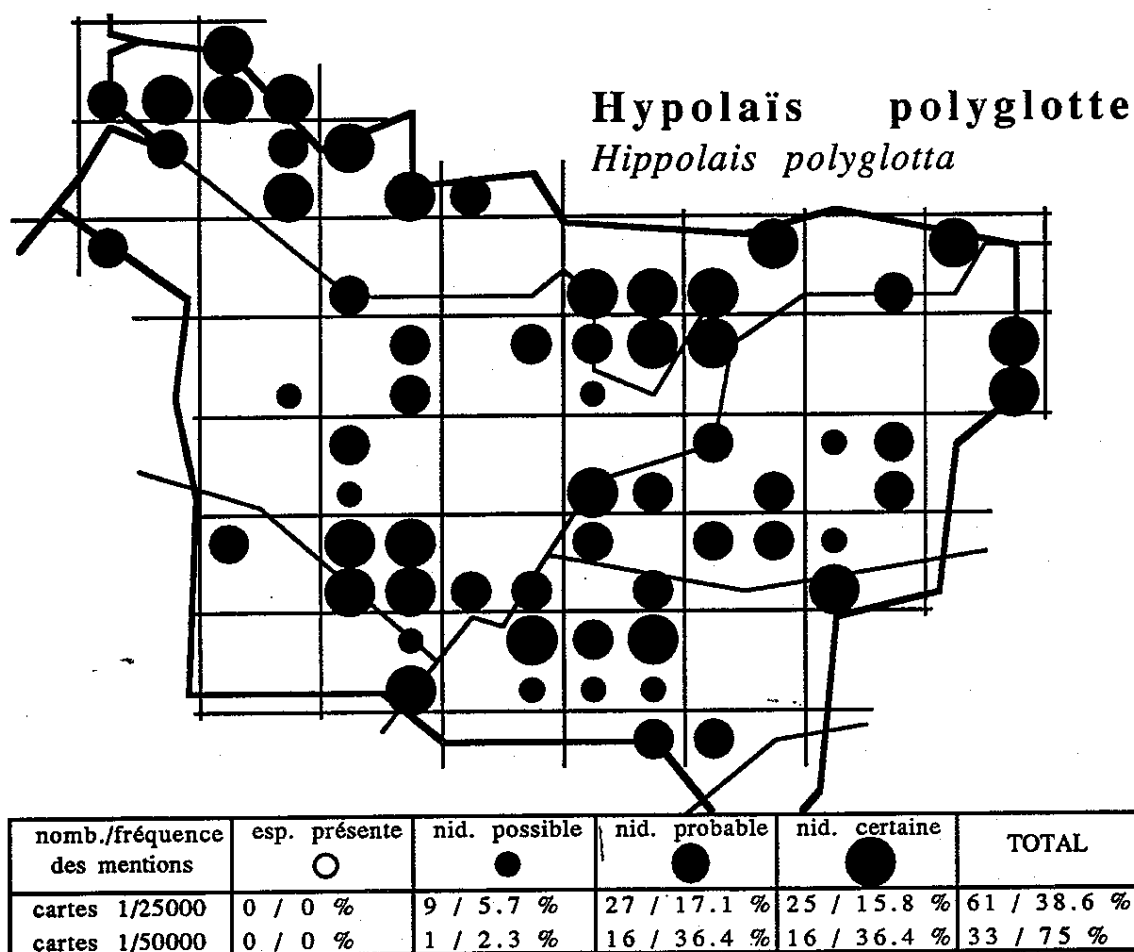 Hypolaïs polyglotte
Hippolais polyglotta
nomb./fréquence des mentions esp. présente nid. possible nid. probable nid. certaine TOTAL
cartes 1/25000 0 / 0 % 9 / 5.7 % 27 / 17.1 % 25 / 15.8 % 61 / 38.6 %
cartes 1/50000 0 / 0 % 1 / 2.3 % 16 / 36.4 % 16 / 36.4 % 33 / 75 %